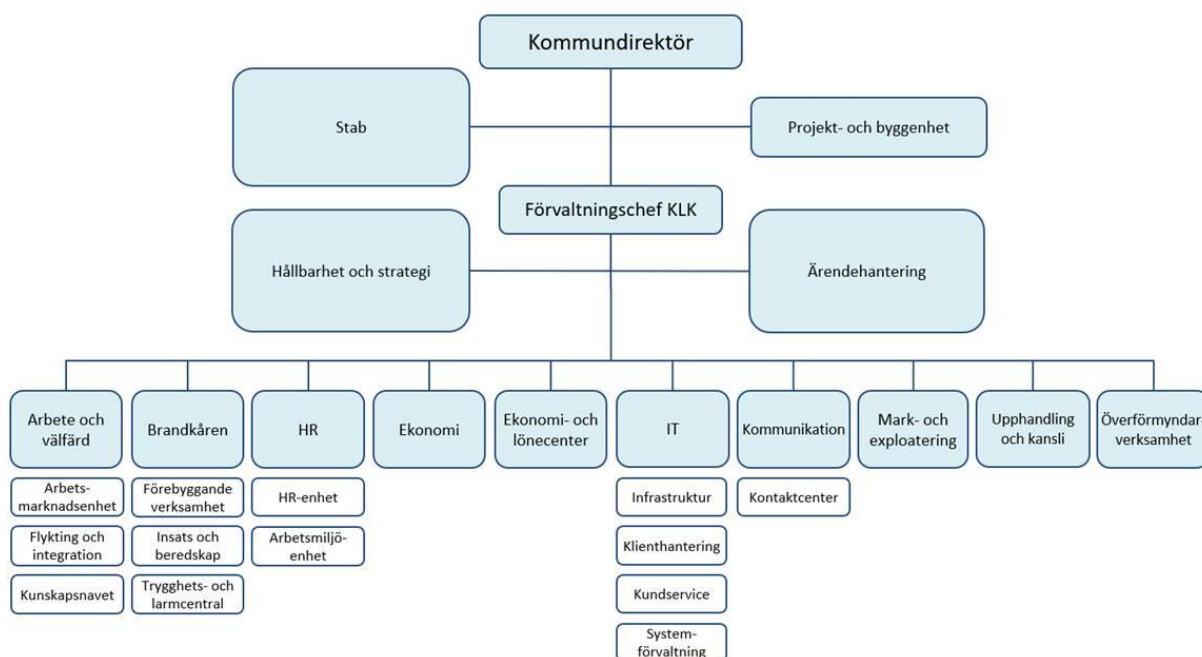 Kommundirektör
Stab
Projekt- och byggenhet
Förvaltningschef KLK
Hållbarhet och strategi
Ärendehantering
Arbete och
välfärd
Brandkåren
HR
Ekonomi
Ekonomi- och
lönecenter
IT
Kommunikation
Mark- och
exploatering
Upphandling
och kansli
Överförmyndar-
verksamhet
Arbets-
marknadsenhet
Flykting och
integration
Kunskapsnavet
Förebyggande
verksamhet
Insats och
beredskap
Trygghets- och
larmcentral
HR-enhet
Arbetsmiljö-
enhet
Infrastruktur
Klienthantering
Kundservice
System-
förvaltning
Kontaktcenter